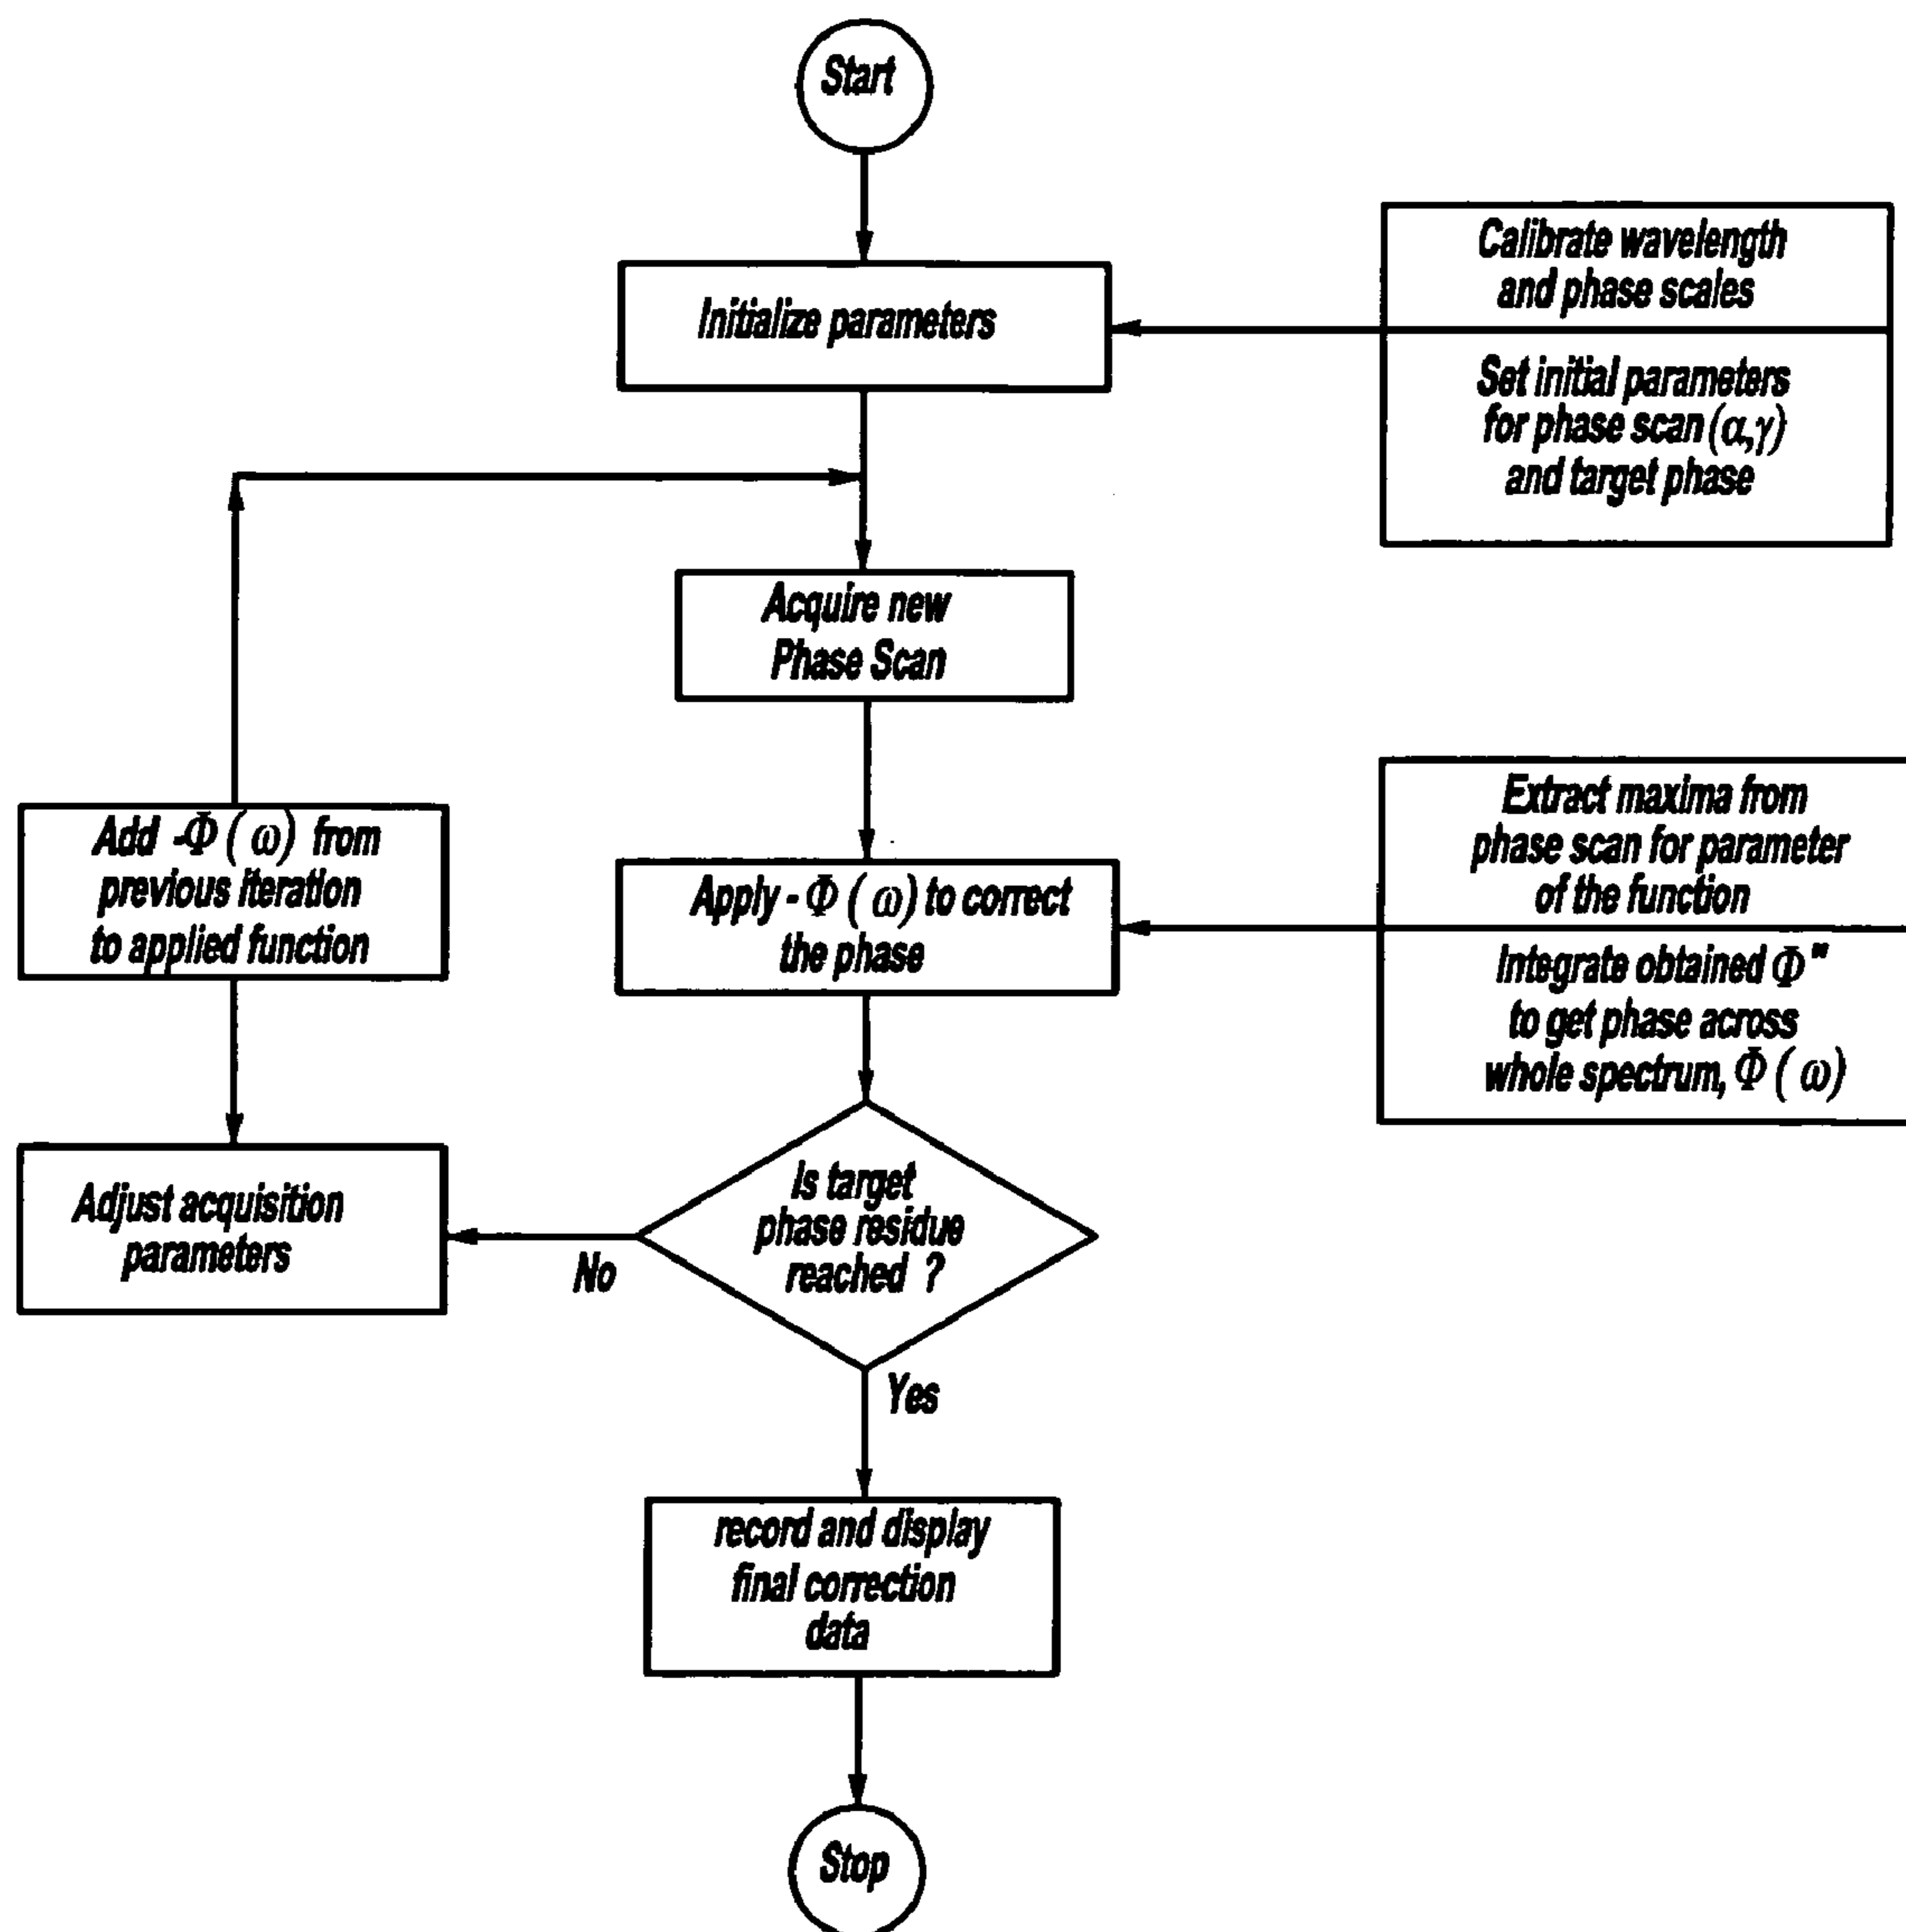 Start
Initialize parameters
Calibrate wavelength
and phase scales
Set initial parameters
for phase scan (α,γ)
and target phase
Acquire new
Phase Scan
Add -Φ ( ω) from
previous iteration
to applied function
Apply - Φ ( ω) to correct
the phase
Extract maxima from
phase scan for parameter
of the function
Integrate obtained Φ"
to get phase across
whole spectrum, Φ ( ω)
Adjust acquisition
parameters
Is target
phase residue
reached ?
No
Yes
record and display
final correction
data
Stop